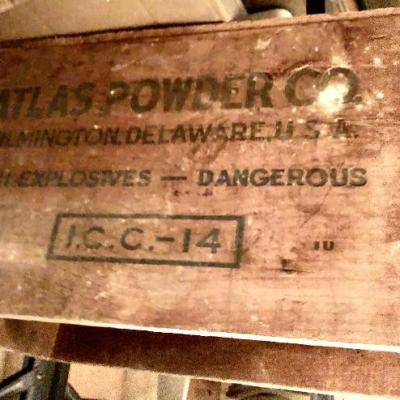 ATLAS POWDER CO.
WILMINGTON, DELAWARE, U.S.A.
EXPLOSIVES — DANGEROUS
I.C.C.-14